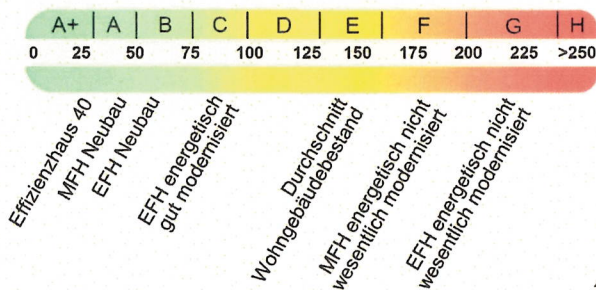 A+ A B C D E F G H
0 25 50 75 100 125 150 175 200 225 >250
Effizienzhaus 40
MFH Neubau
EFH Neubau
EFH energetisch
gut modernisiert
Durchschnitt
Wohngebäudebestand
MFH energetisch nicht
wesentlich modernisiert
EFH energetisch nicht
wesentlich modernisiert